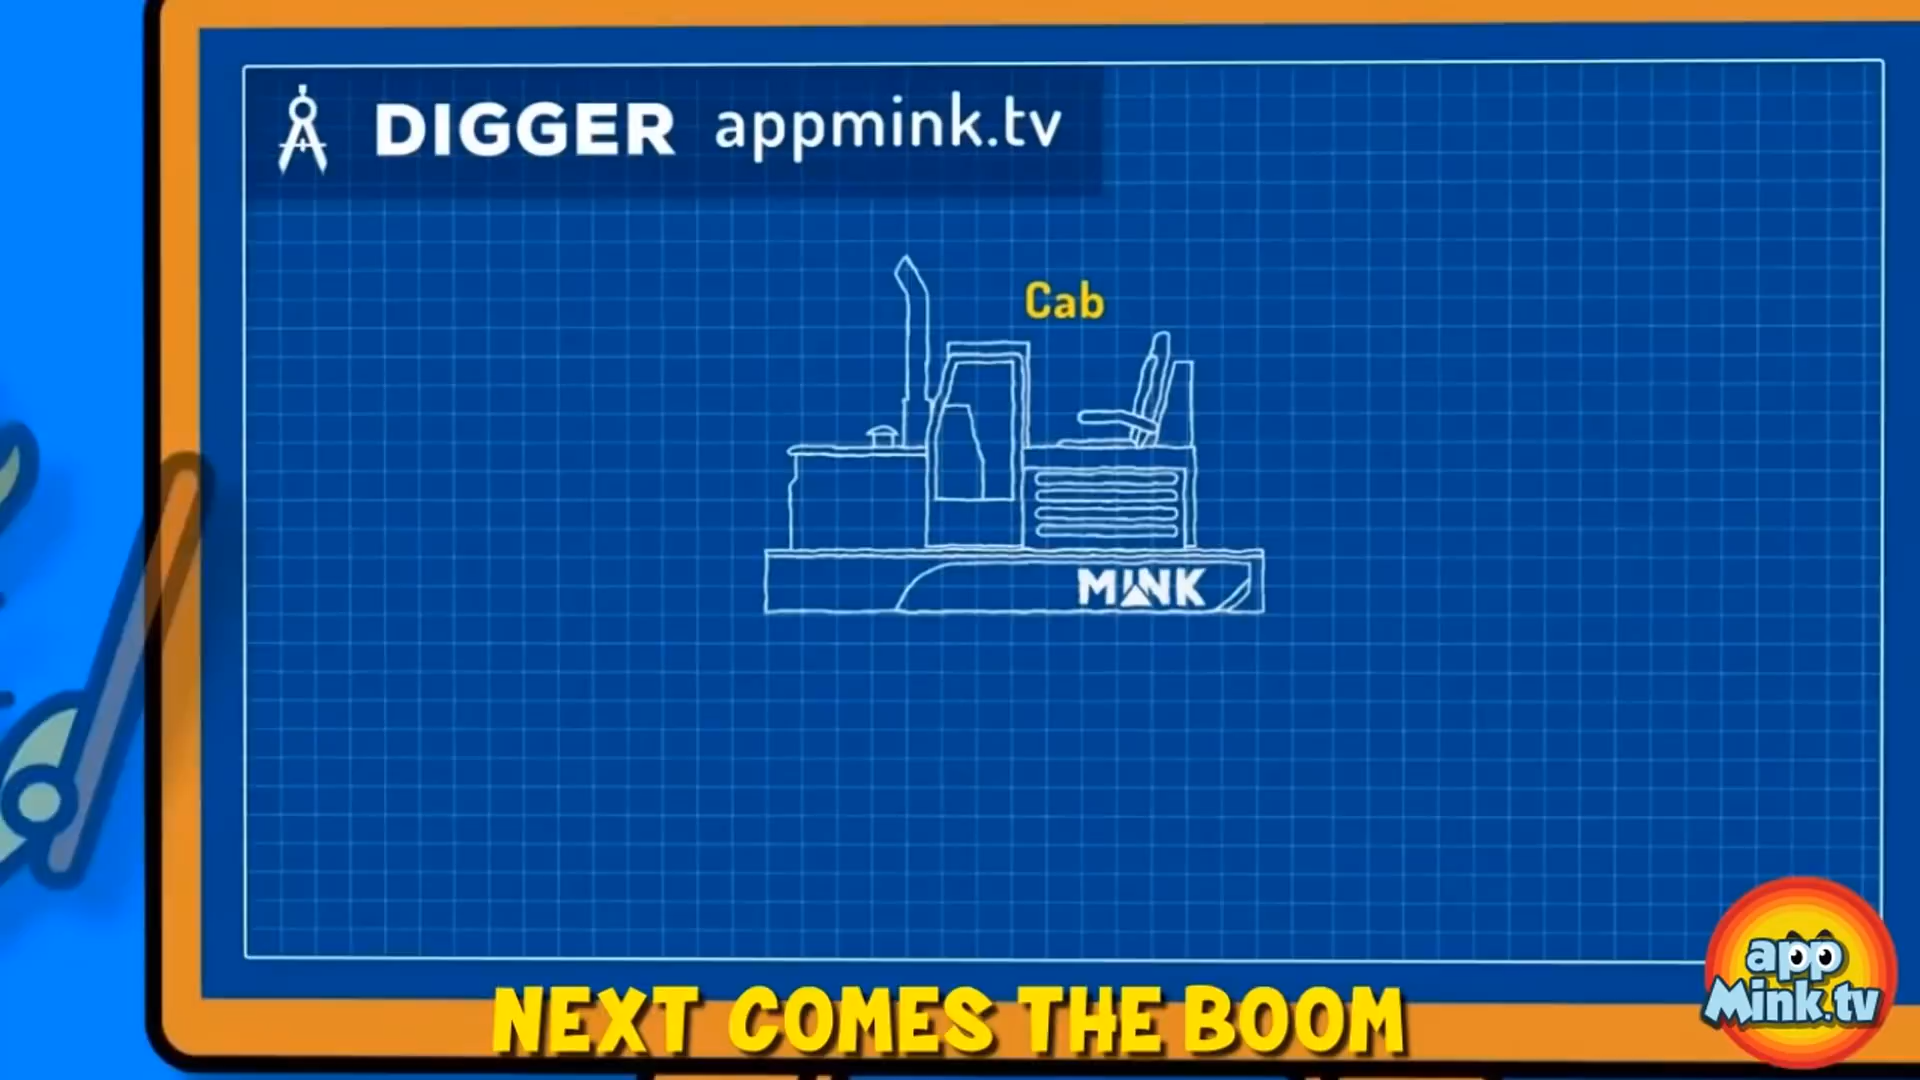 DIGGER appmink.tv
Cab
MINK
NEXT COMES THE BOOM
app
Mink.tv